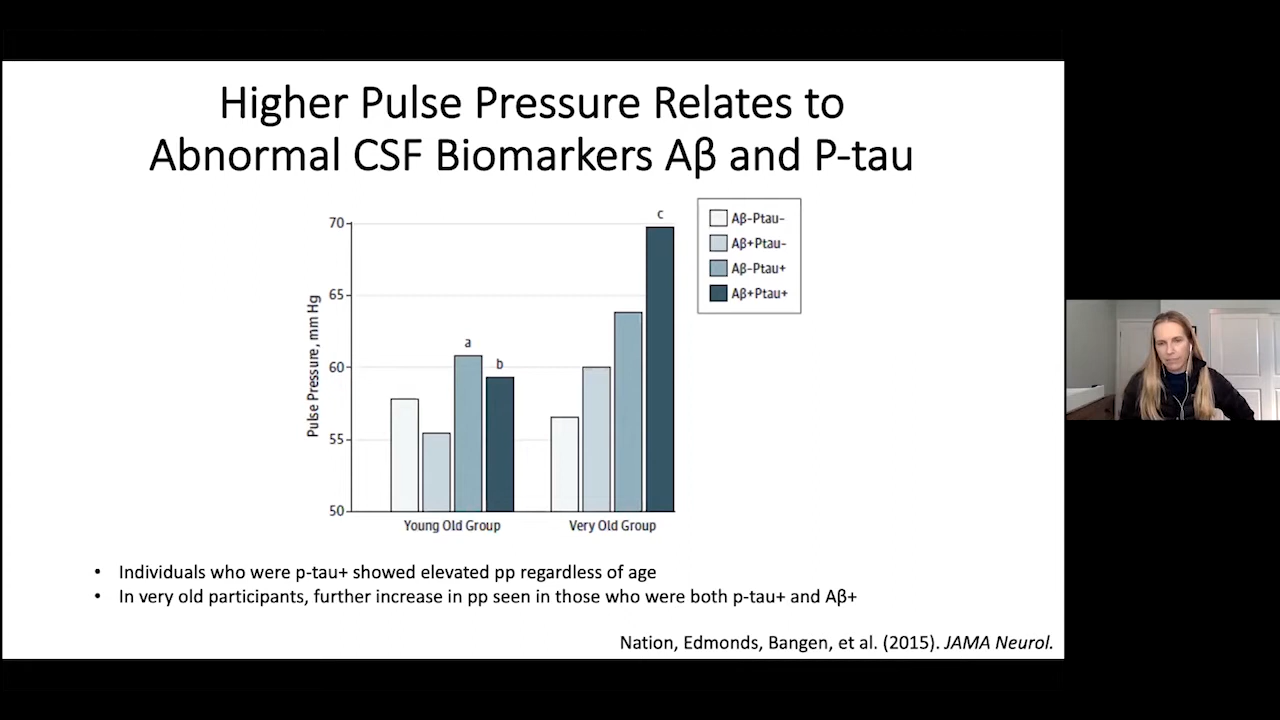 Higher Pulse Pressure Relates to
Abnormal CSF Biomarkers Aβ and P-tau
70
65
60
55
50
Pulse Pressure, mm Hg
a
b
c
Young Old Group
Very Old Group
Aβ-Ptau-
Aβ+Ptau-
Aβ-Ptau+
Aβ+Ptau+
• Individuals who were p-tau+ showed elevated pp regardless of age
• In very old participants, further increase in pp seen in those who were both p-tau+ and Aβ+
Nation, Edmonds, Bangen, et al. (2015). JAMA Neurol.